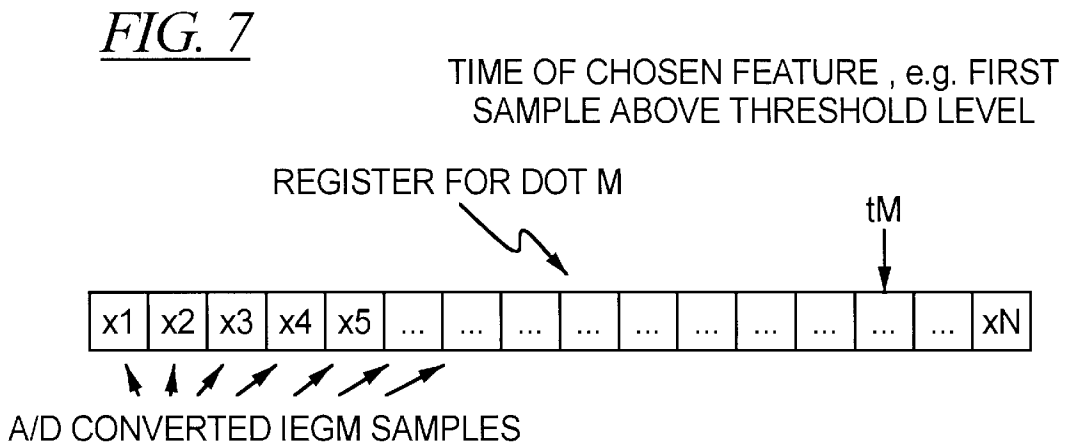 FIG. 7
TIME OF CHOSEN FEATURE , e.g. FIRST
SAMPLE ABOVE THRESHOLD LEVEL
REGISTER FOR DOT M
tM
x1 x2 x3 x4 x5 ... ... ... ... ... ... ... ... ... ... xN
A/D CONVERTED IEGM SAMPLES